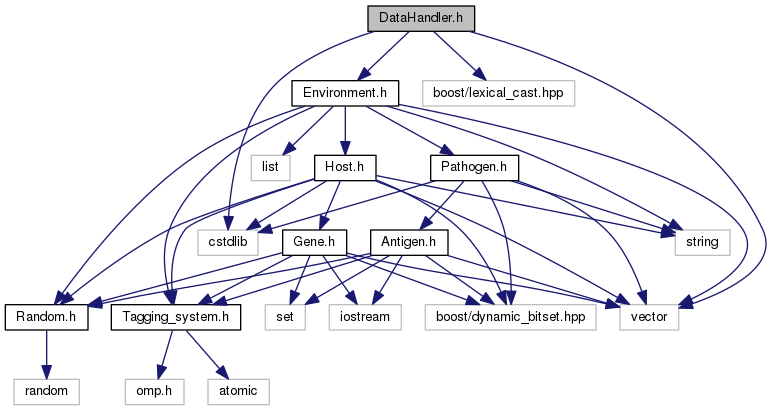 DataHandler.h
Environment.h
boost/lexical_cast.hpp
list
Host.h
Pathogen.h
cstdlib
Gene.h
Antigen.h
string
Random.h
Tagging_system.h
set
iostream
boost/dynamic_bitset.hpp
vector
random
omp.h
atomic